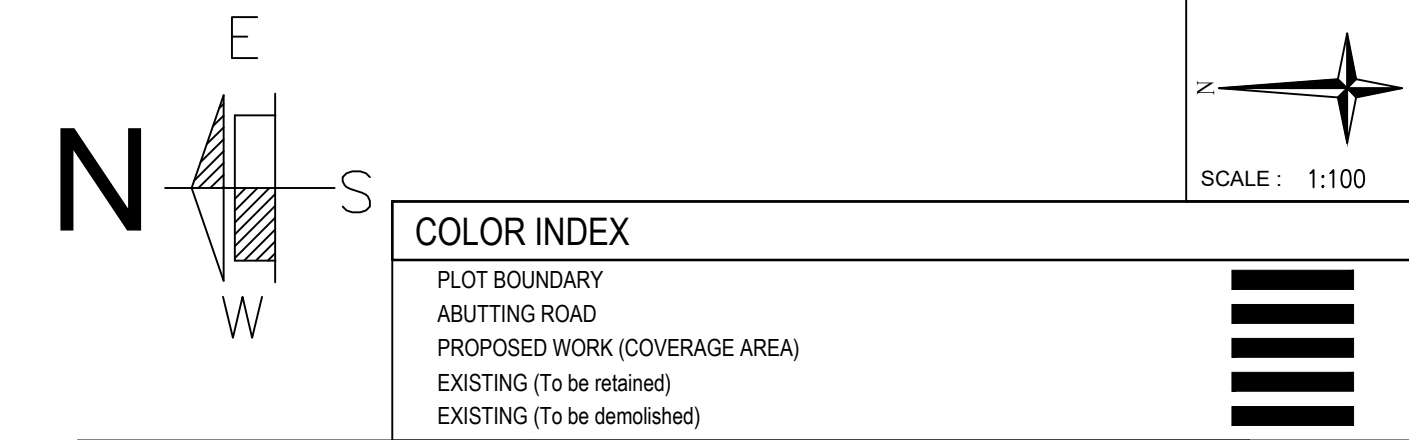 E
N
S
W
N
SCALE : 1:100
COLOR INDEX
PLOT BOUNDARY
ABUTTING ROAD
PROPOSED WORK (COVERAGE AREA)
EXISTING (To be retained)
EXISTING (To be demolished)